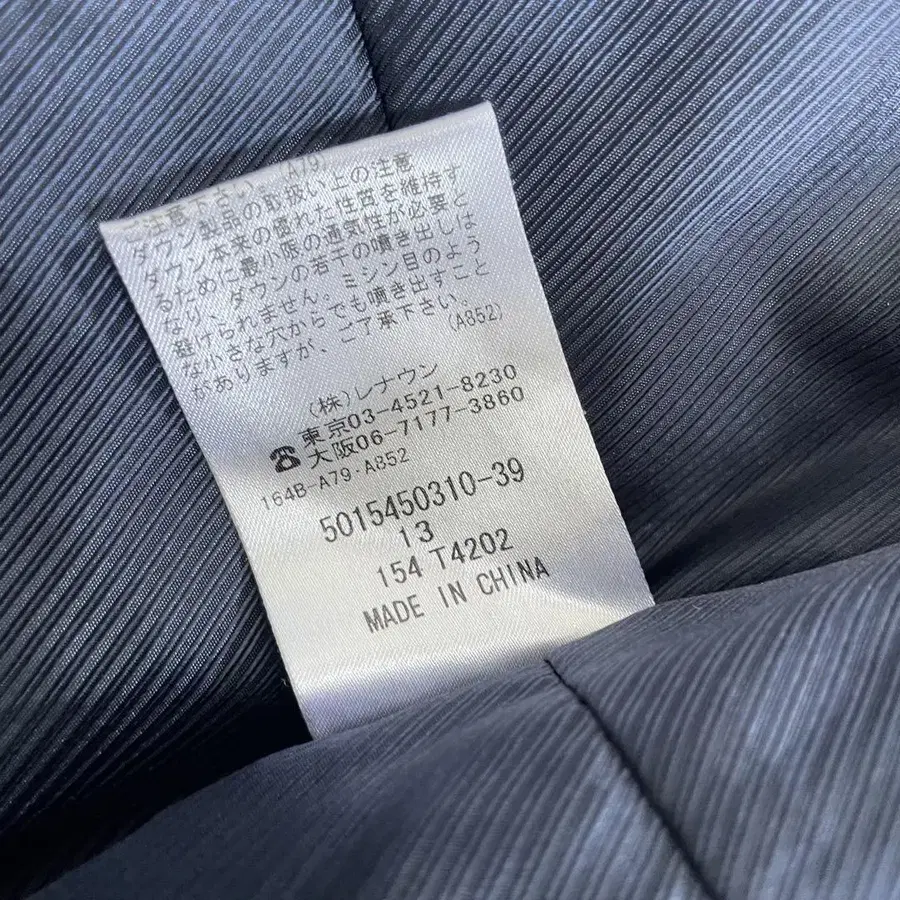 ご注意下さい。(A79)
ダウン製品の取扱い上の注意
ダウン本来の優れた性質を維持す
るために最小限の通気性が必要と
なり、ダウンの若干の噴き出しは
避けられません。ミシン目のよう
な小さな穴からでも噴き出すこと
がありますが、ご了承下さい。
(A852)
(株)レナウン
東京03-4521-8230
☎大阪06-7177-3860
164B-A79・A852
5015450310-39
13
154 T4202
MADE IN CHINA